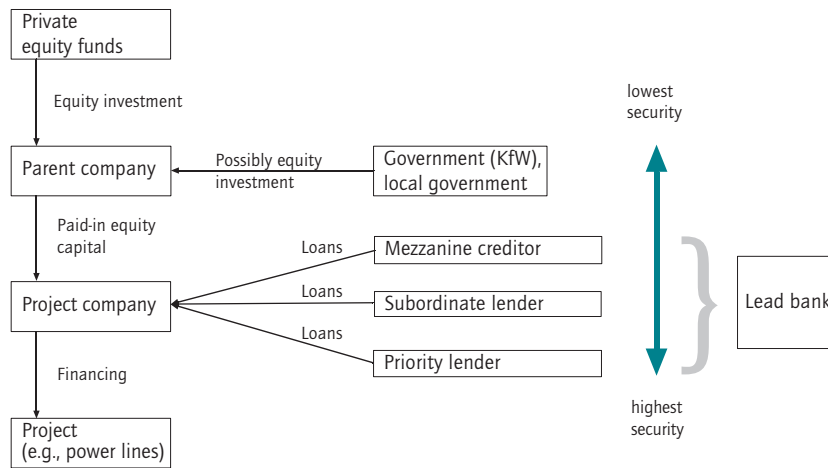 Private
equity funds
Equity investment
lowest
security
Parent company
Possibly equity
investment
Government (KfW),
local government
Paid-in equity
capital
Loans
Mezzanine creditor
Project company
Loans
Subordinate lender
Lead bank
Loans
Priority lender
Financing
highest
security
Project
(e.g., power lines)